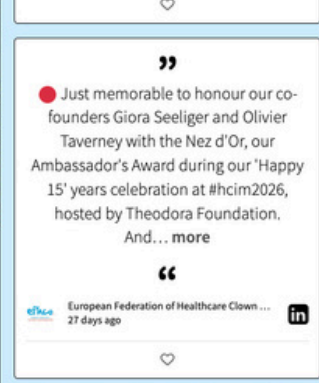 ”
🔴 Just memorable to honour our co-
founders Giora Seeliger and Olivier
Taverney with the Nez d'Or, our
Ambassador's Award during our 'Happy
15' years celebration at #hcim2026,
hosted by Theodora Foundation.
And… more
“
efhco
European Federation of Healthcare Clown ...
27 days ago
in